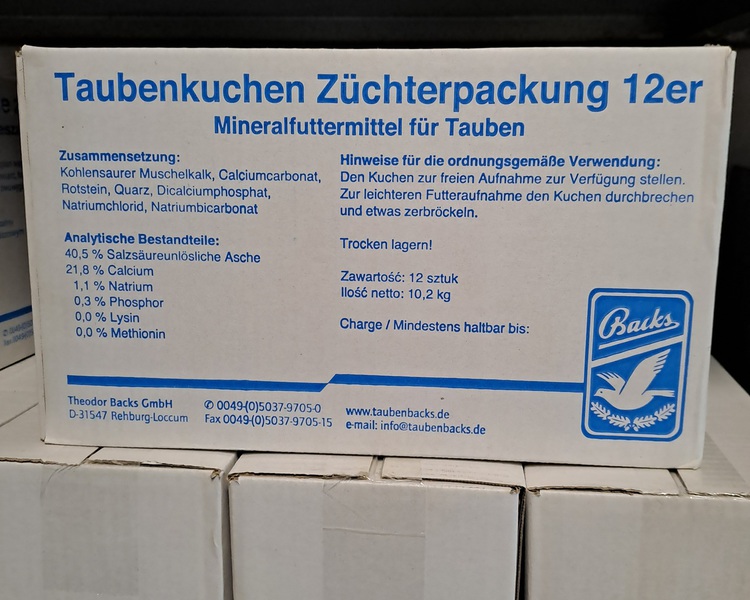 Taubenkuchen Züchterpackung 12er
Mineralfuttermittel für Tauben
Zusammensetzung:
Kohlensaurer Muschelkalk, Calciumcarbonat,
Rotstein, Quarz, Dicalciumphosphat,
Natriumchlorid, Natriumbicarbonat
Analytische Bestandteile:
40,5 % Salzsäureunlösliche Asche
21,8 % Calcium
1,1 % Natrium
0,3 % Phosphor
0,0 % Lysin
0,0 % Methionin
Hinweise für die ordnungsgemäße Verwendung:
Den Kuchen zur freien Aufnahme zur Verfügung stellen.
Zur leichteren Futteraufnahme den Kuchen durchbrechen
und etwas zerbröckeln.
Trocken lagern!
Zawartość: 12 sztuk
Ilość netto: 10,2 kg
Charge / Mindestens haltbar bis:
Backs
Theodor Backs GmbH
D-31547 Rehburg-Loccum
✆ 0049-(0)5037-9705-0
Fax 0049-(0)5037-9705-15
www.taubenbacks.de
e-mail: info@taubenbacks.de